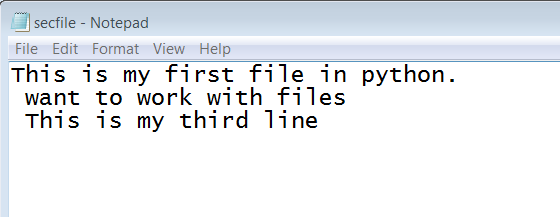 secfile - Notepad
File Edit Format View Help
This is my first file in python.
want to work with files
This is my third line